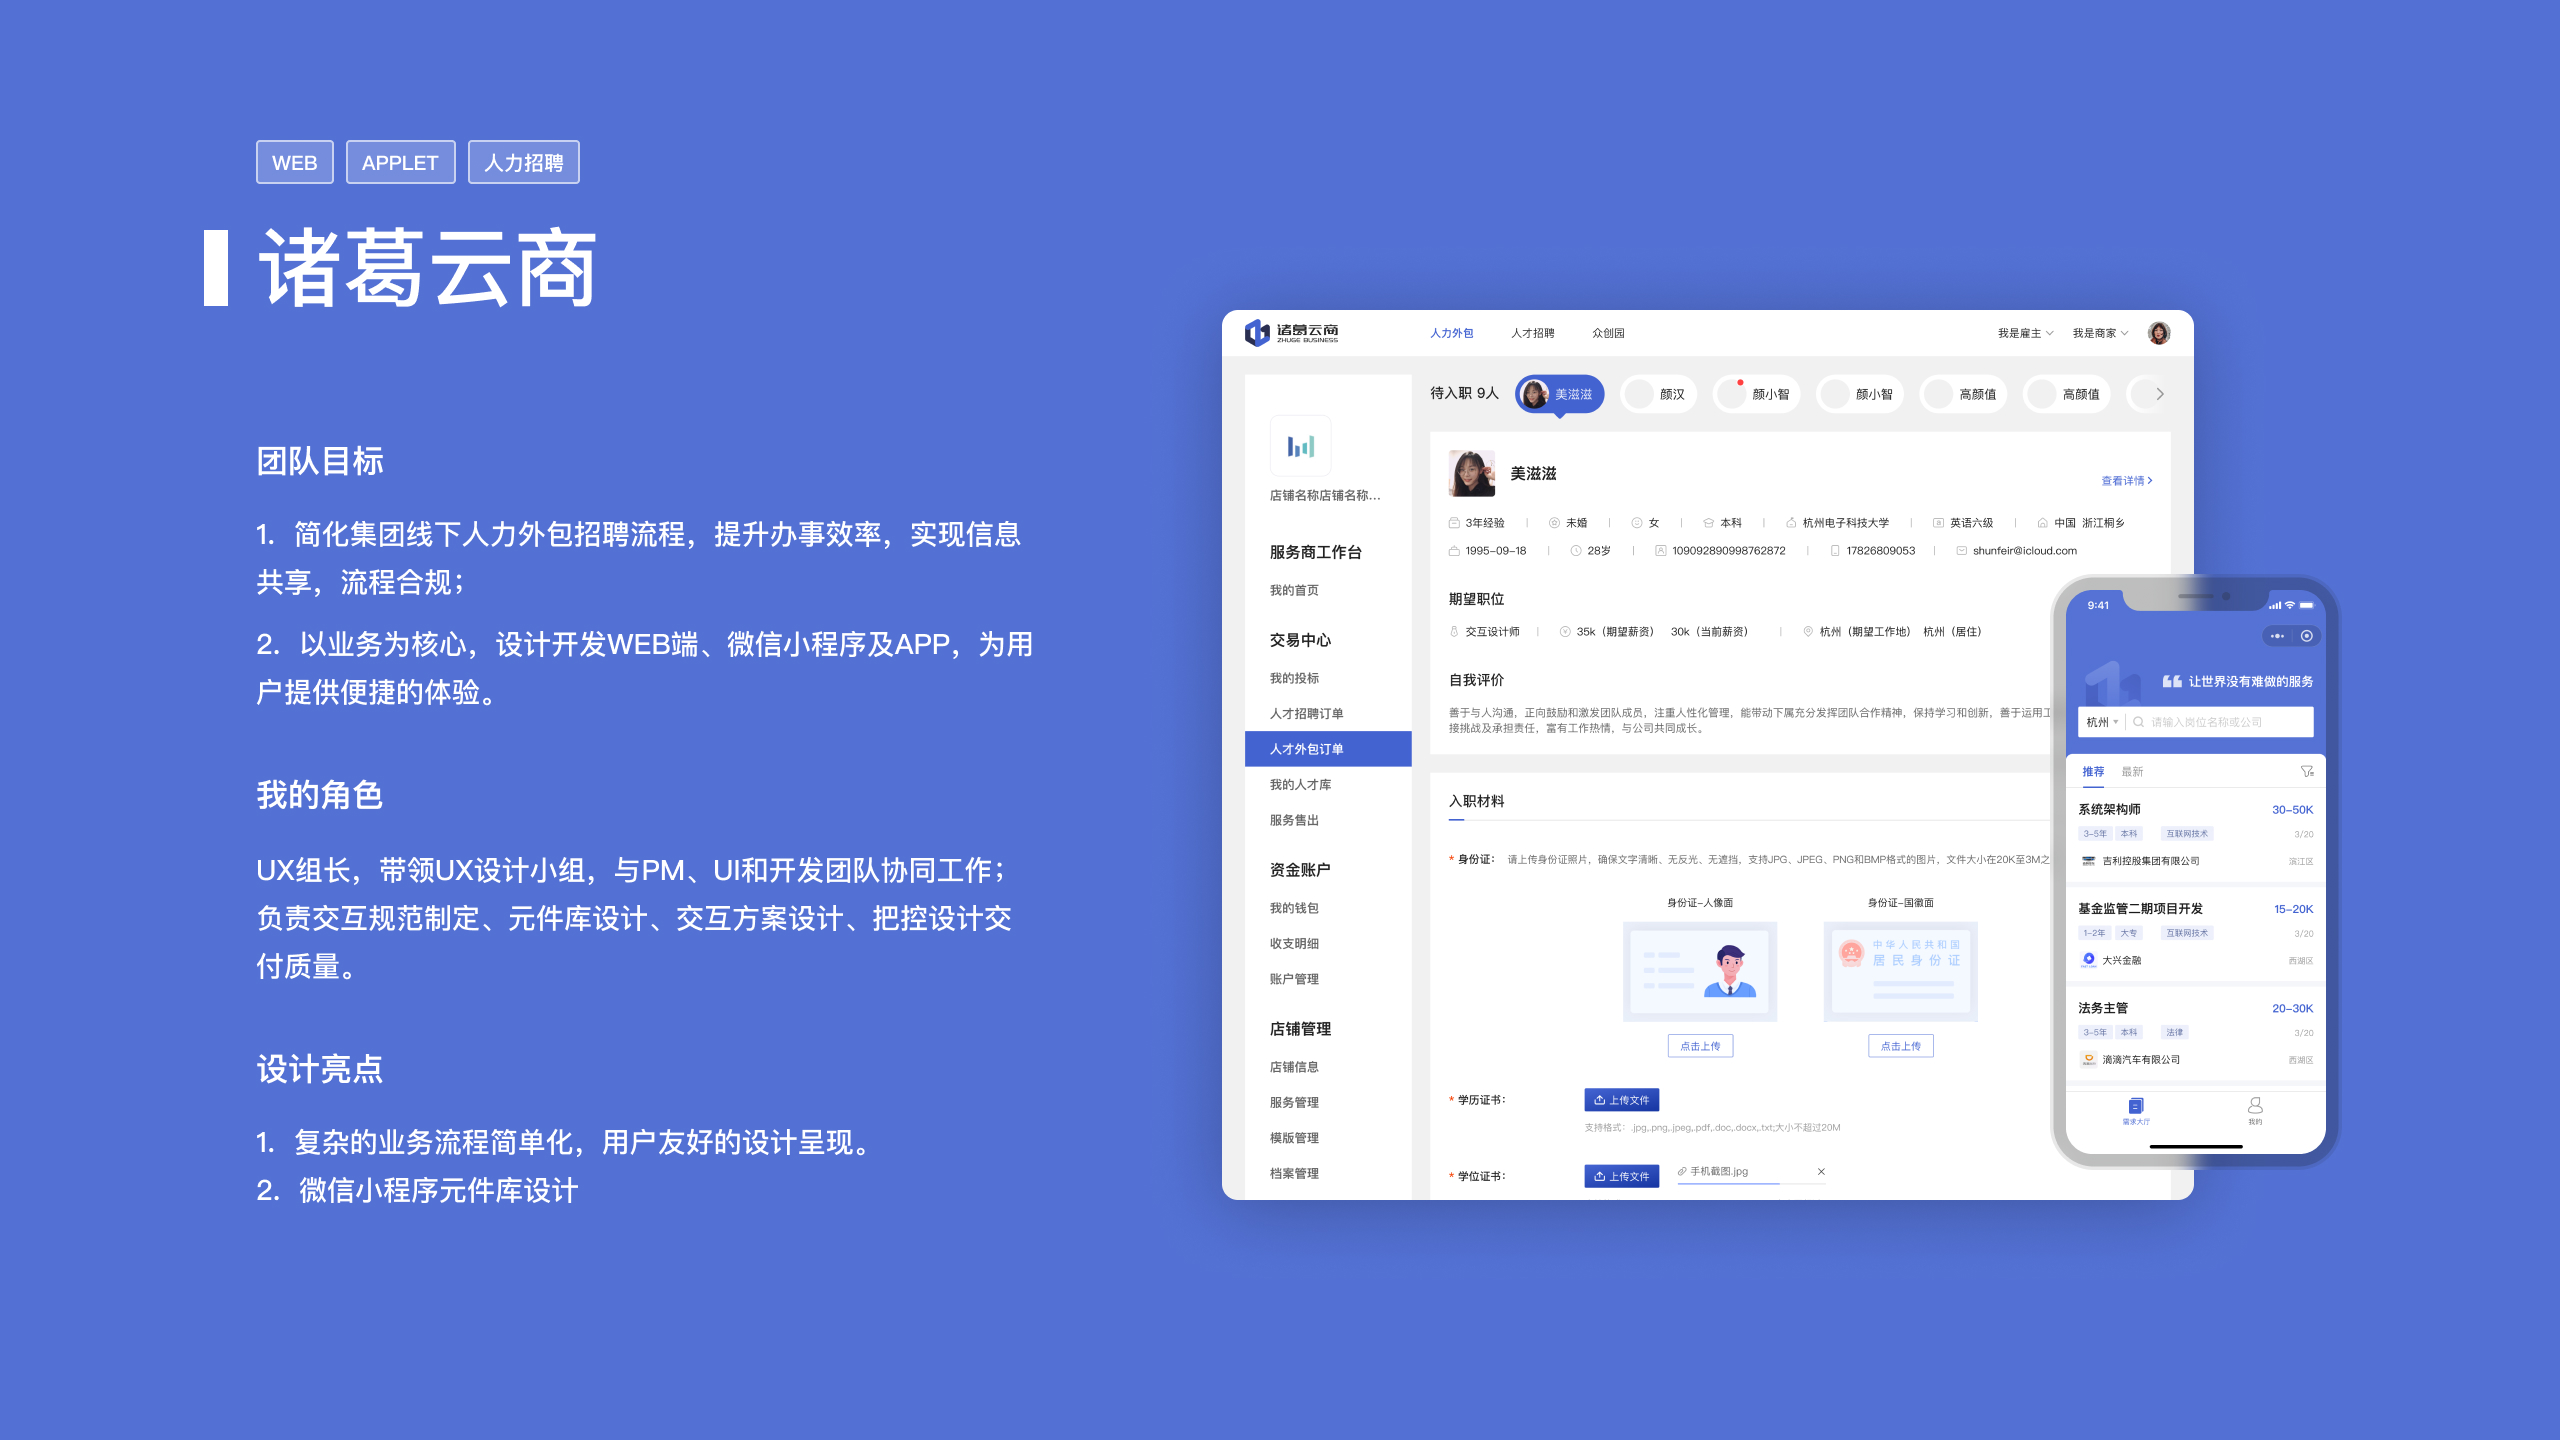 WEB
APPLET
人力招聘
诸葛云商
团队目标
1. 简化集团线下人力外包招聘流程，提升办事效率，实现信息
共享，流程合规；
2. 以业务为核心，设计开发WEB端、微信小程序及APP，为用
户提供便捷的体验。
我的角色
UX组长，带领UX设计小组，与PM、UI和开发团队协同工作；
负责交互规范制定、元件库设计、交互方案设计、把控设计交
付质量。
设计亮点
1. 复杂的业务流程简单化，用户友好的设计呈现。
2. 微信小程序元件库设计
诸葛云商
ZHUGE BUSINESS
人力外包 人才招聘 众创园
我是雇主 我是商家
店铺名称店铺名称...
服务商工作台
我的首页
交易中心
我的投标
人才招聘订单
人才外包订单
我的人才库
服务售出
资金账户
我的钱包
收支明细
账户管理
店铺管理
店铺信息
服务管理
模版管理
档案管理
待入职 9人 美滋滋 颜汉 颜小智 颜小智 高颜值 高颜值
美滋滋
查看详情
3年经验 | 未婚 | 女 | 本科 | 杭州电子科技大学 | 英语六级 | 中国 浙江桐乡
1995-09-18 | 28岁 | 109092890998762872 | 17826809053 | shunfeir@icloud.com
期望职位
交互设计师 | 35k（期望薪资） 30k（当前薪资） | 杭州（期望工作地） 杭州（居住）
自我评价
善于与人沟通，正向鼓励和激发团队成员，注重人性化管理，能带动下属充分发挥团队合作精神，保持学习和创新，善于运用工
接挑战及承担责任，富有工作热情，与公司共同成长。
入职材料
* 身份证： 请上传身份证照片，确保文字清晰、无反光、无遮挡，支持JPG、JPEG、PNG和BMP格式的图片，文件大小在20K至3M之
身份证-人像面 身份证-国徽面
中华人民共和国
居民身份证
点击上传 点击上传
* 学历证书： 上传文件
支持格式：.jpg,.png,.jpeg,.pdf,.doc,.docx,.txt;大小不超过20M
* 学位证书： 上传文件 手机截图.jpg
9:41
让世界没有难做的服务
杭州 请输入岗位名称或公司
推荐 最新
系统架构师 30-50K
3-5年 本科 互联网技术 3/20
吉利控股集团有限公司 滨江区
基金监管二期项目开发 15-20K
1-2年 大专 互联网技术 3/20
大兴金融 西湖区
法务主管 20-30K
3-5年 本科 法律 3/20
滴滴汽车有限公司 西湖区
需求大厅 我的